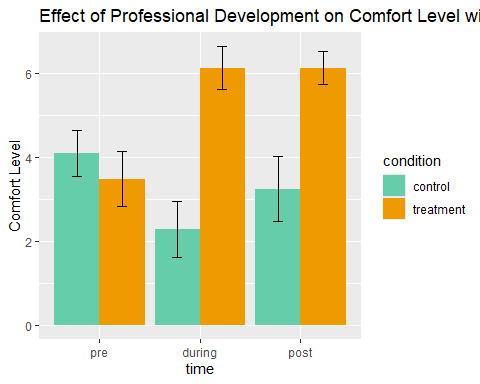 Effect of Professional Development on Comfort Level wi
6
4
2
0
Comfort Level
pre during post
time
condition
control
treatment